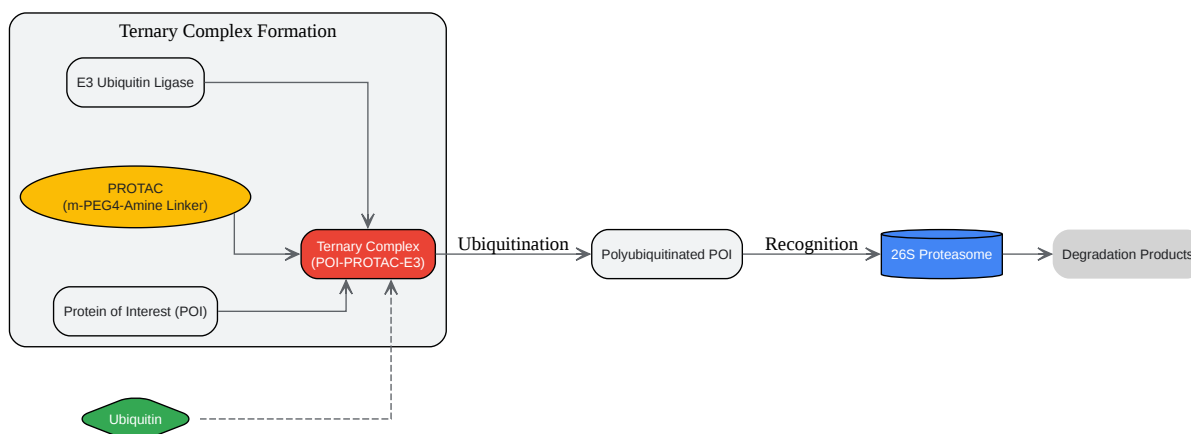 Ternary Complex Formation
E3 Ubiquitin Ligase
PROTAC
(m-PEG4-Amine Linker)
Ternary Complex
(POI-PROTAC-E3)
Ubiquitination
Polyubiquitinated POI
Recognition
26S Proteasome
Degradation Products
Protein of Interest (POI)
Ubiquitin